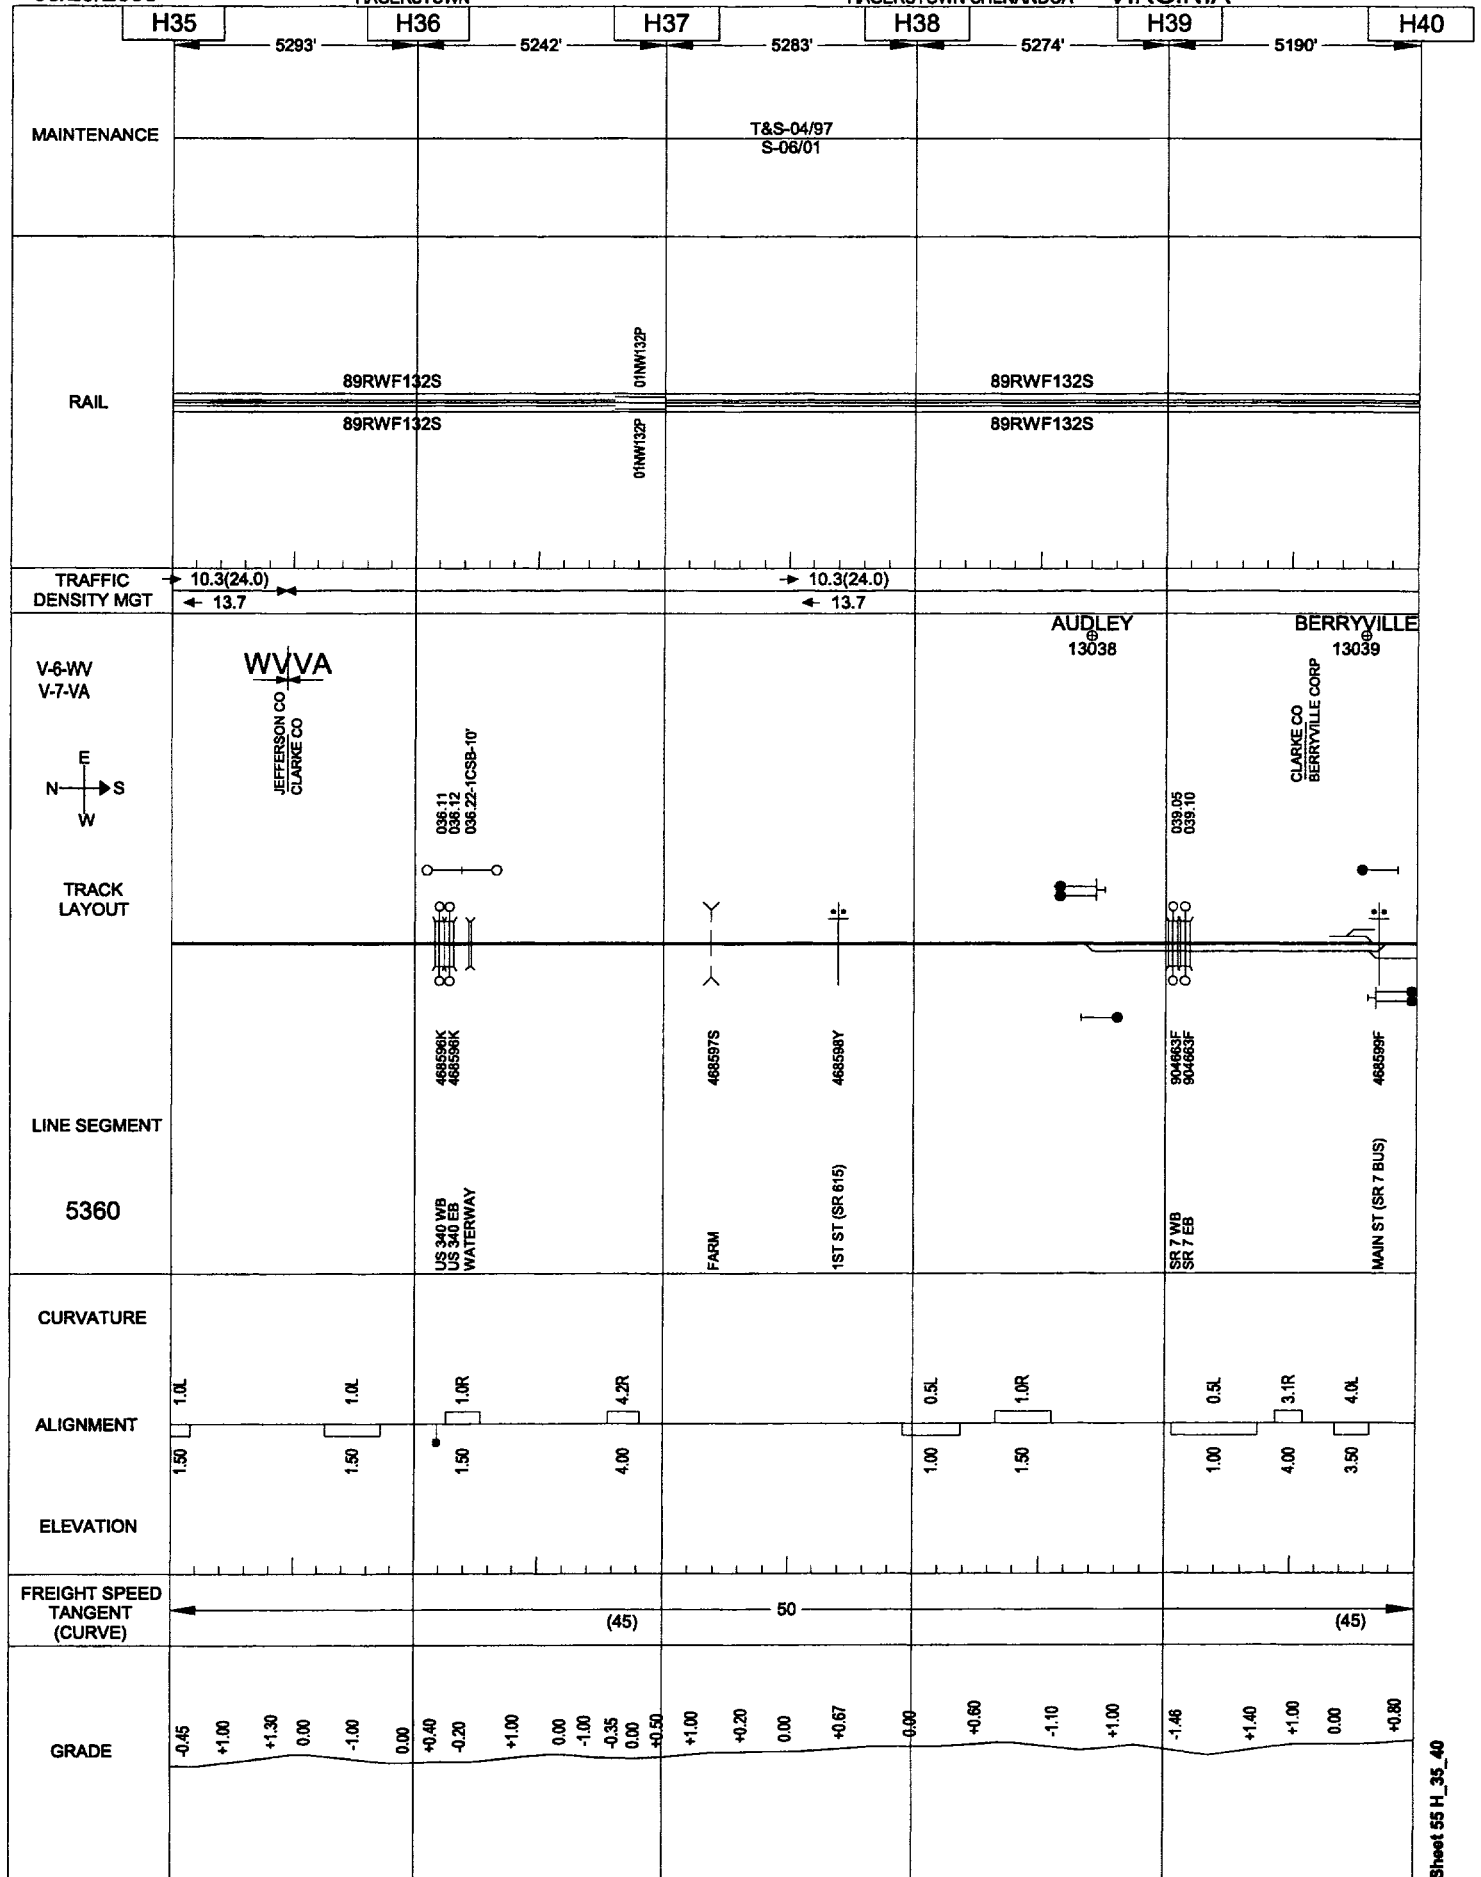 H35 H36 H37 H38 H39 H40
5293' 5242' 5283' 5274' 5190'
MAINTENANCE
T&S-04/97
S-06/01
RAIL
89RWF132S 01NW132P 89RWF132S
89RWF132S 01NW132P 89RWF132S
TRAFFIC
DENSITY MGT
10.3(24.0) 10.3(24.0)
13.7 13.7
AUDLEY
13038
BERRYVILLE
13039
V-6-WV
V-7-VA
WVVA
JEFFERSON CO
CLARKE CO
CLARKE CO
BERRYVILLE CORP
E
N S
W
036.11
036.12
036.22-1CSB-10'
039.05
039.10
TRACK
LAYOUT
468596K
468596K
468597S
468598Y
904663F
904663F
468599F
LINE SEGMENT
5360
US 340 WB
US 340 EB
WATERWAY
FARM
1ST ST (SR 615)
SR 7 WB
SR 7 EB
MAIN ST (SR 7 BUS)
CURVATURE
1.0L 1.0L 1.0R 4.2R 0.5L 1.0R 0.5L 3.1R 4.0L
ALIGNMENT
1.50 1.50 1.50 4.00 1.00 1.50 1.00 4.00 3.50
ELEVATION
FREIGHT SPEED
TANGENT
(CURVE)
50
(45) (45)
GRADE
-0.45 +1.00 +1.30 0.00 -1.00 0.00 +0.40 -0.20 +1.00 0.00 -1.00 -0.35 0.00 +0.50 +1.00 +0.20 0.00 +0.67 0.00 +0.60 -1.10 +1.00 -1.46 +1.40 +1.00 0.00 +0.80
Sheet 55 H_35_40